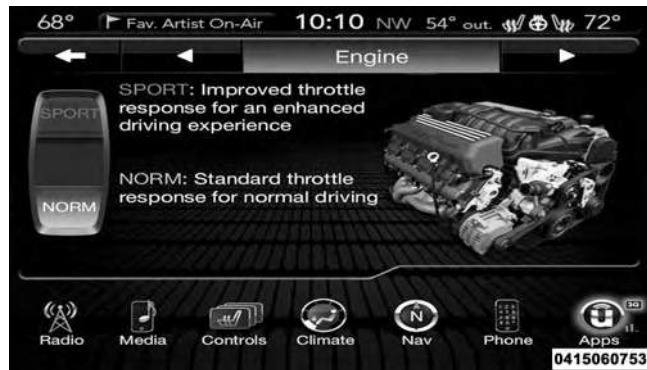 68° Fav. Artist On-Air 10:10 NW 54° out. 72°
Engine
SPORT: Improved throttle
response for an enhanced
driving experience
SPORT
NORM: Standard throttle
response for normal driving
NORM
N
3G
Radio Media Controls Climate Nav Phone Apps
0415060753